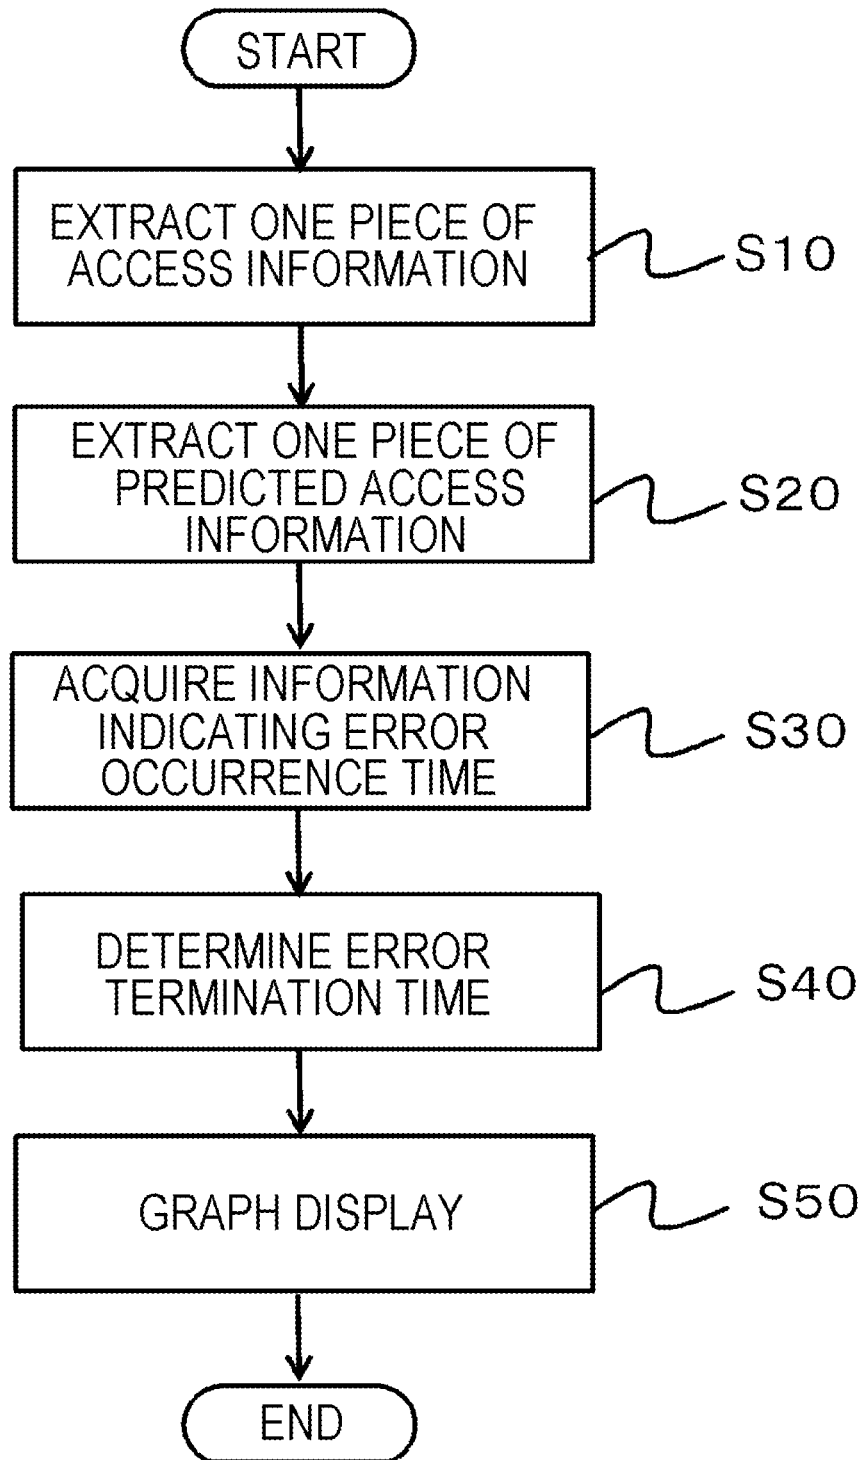 START
EXTRACT ONE PIECE OF
ACCESS INFORMATION
S10
EXTRACT ONE PIECE OF
PREDICTED ACCESS
INFORMATION
S20
ACQUIRE INFORMATION
INDICATING ERROR
OCCURRENCE TIME
S30
DETERMINE ERROR
TERMINATION TIME
S40
GRAPH DISPLAY
S50
END